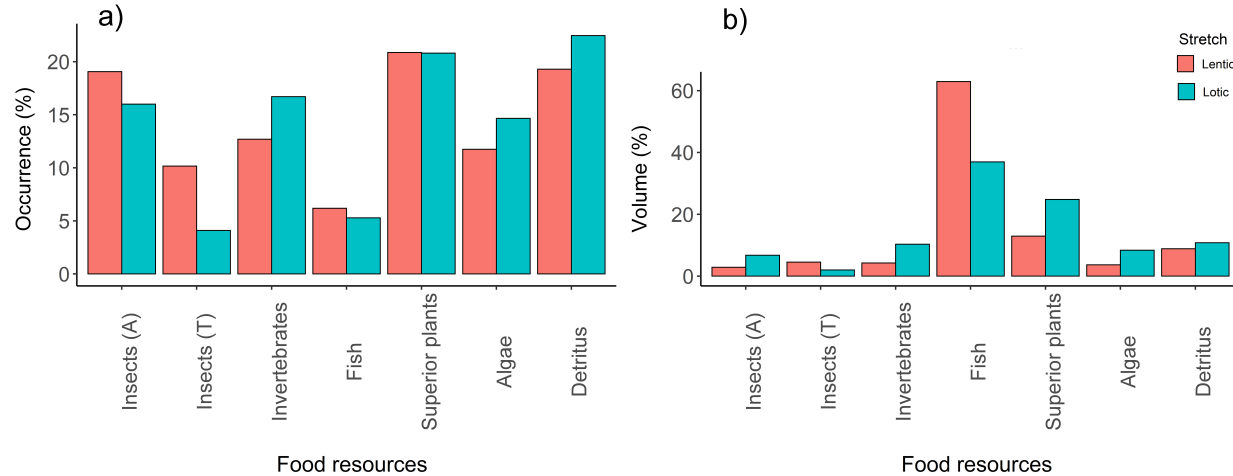 a)
Occurrence (%)
20
15
10
5
0
Insects (A)
Insects (T)
Invertebrates
Fish
Superior plants
Algae
Detritus
Food resources
b)
Stretch
Lentic
Lotic
Volume (%)
60
40
20
0
Insects (A)
Insects (T)
Invertebrates
Fish
Superior plants
Algae
Detritus
Food resources